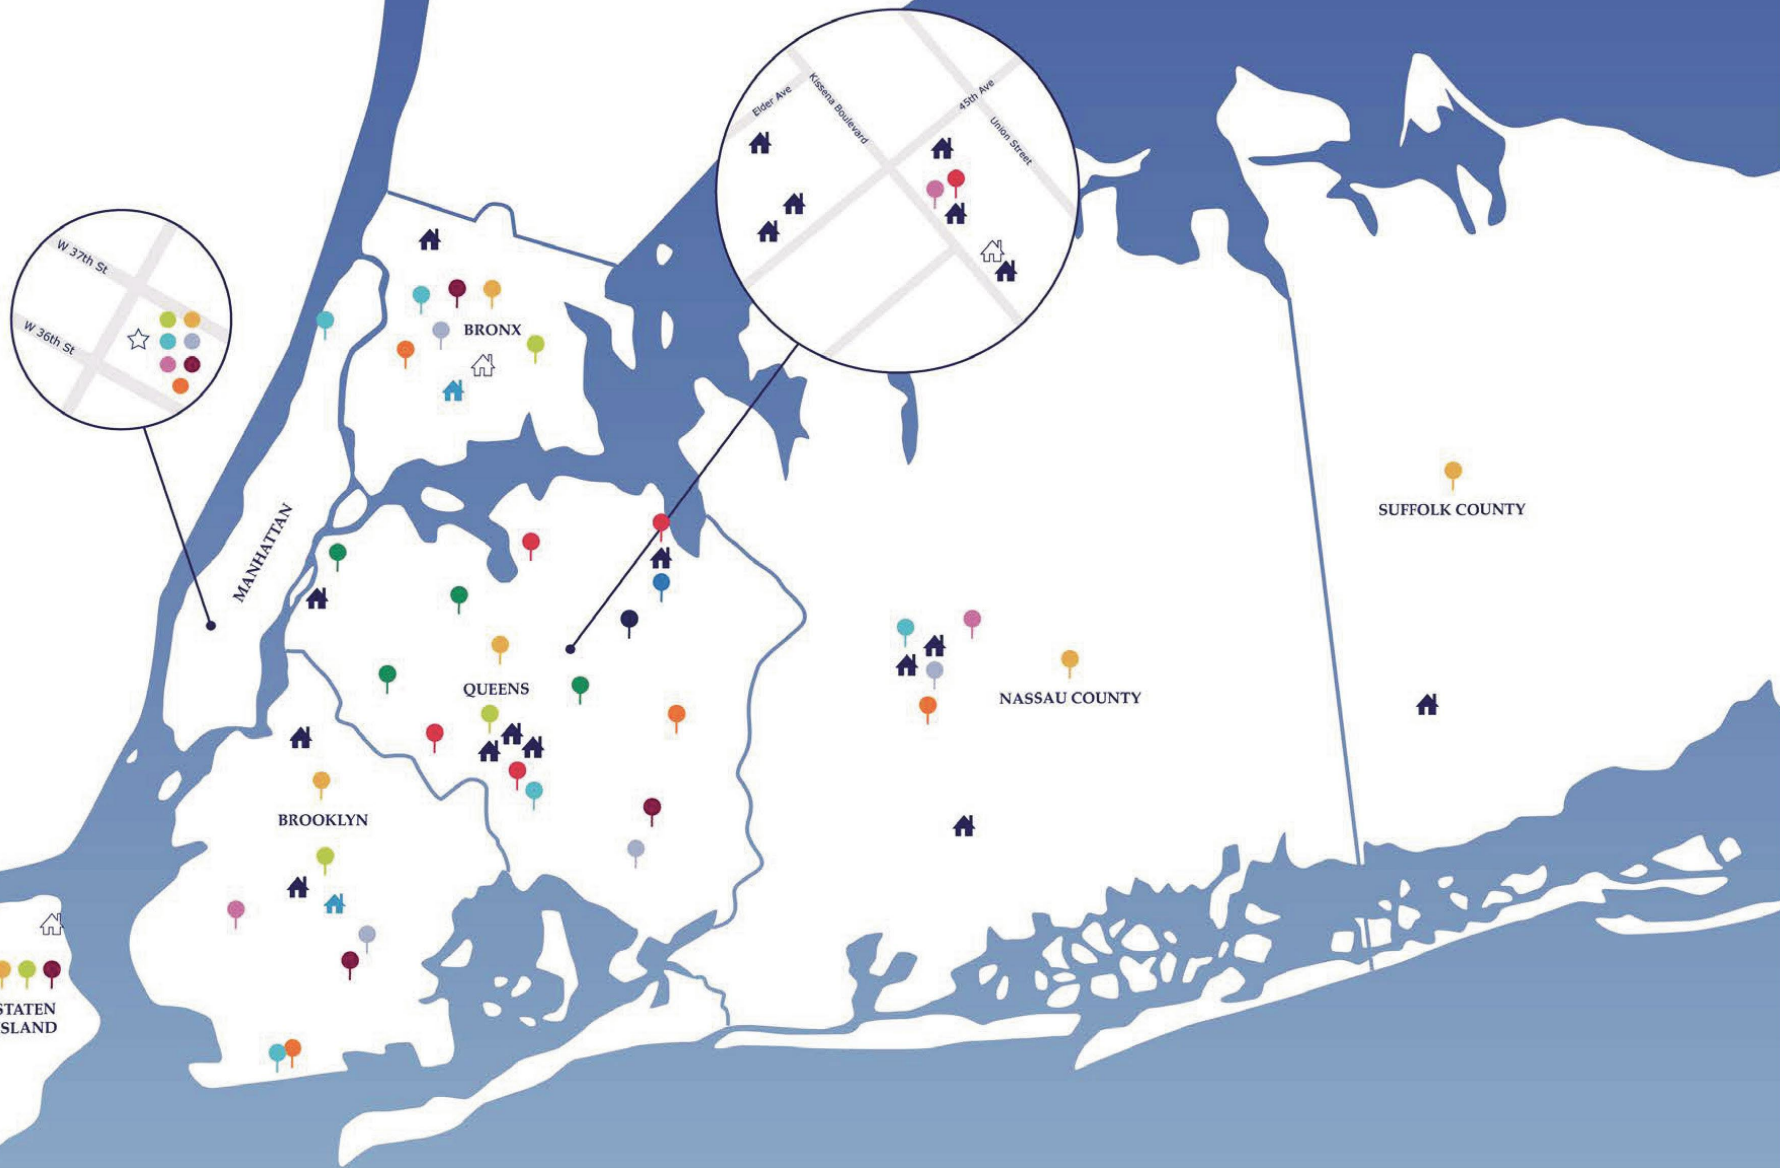 Elder Ave
Kissena Boulevard
45th Ave
Union Street
W 37th St
W 36th St
BRONX
MANHATTAN
SUFFOLK COUNTY
QUEENS
NASSAU COUNTY
BROOKLYN
STATEN
SLAND